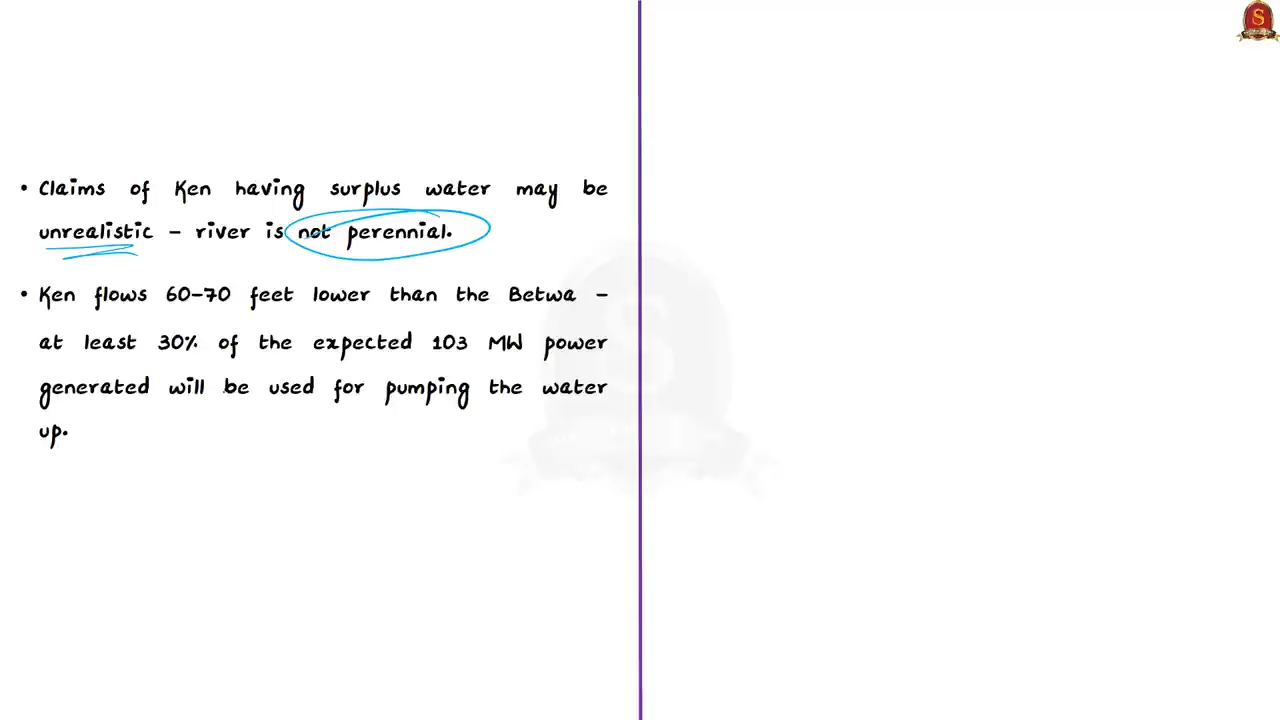 • Claims of Ken having surplus water may be
unrealistic – river is not perennial.
• Ken flows 60–70 feet lower than the Betwa –
at least 30% of the expected 103 MW power
generated will be used for pumping the water
up.
S
S